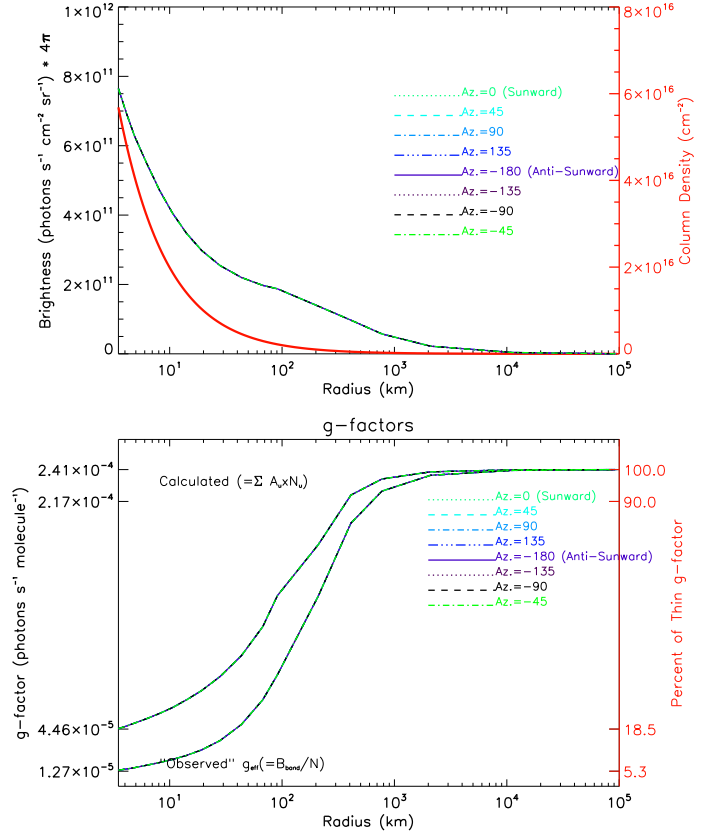 Brightness (photons s⁻¹ cm⁻² sr⁻¹) * 4π
1×10¹²
8×10¹¹
6×10¹¹
4×10¹¹
2×10¹¹
0
8×10¹⁶
6×10¹⁶
4×10¹⁶
2×10¹⁶
0
Column Density (cm⁻²)
Az.=0 (Sunward)
Az.=45
Az.=90
Az.=135
Az.=−180 (Anti−Sunward)
Az.=−135
Az.=−90
Az.=−45
10¹ 10² 10³ 10⁴ 10⁵
Radius (km)
g−factors
g−factor (photons s⁻¹ molecule⁻¹)
2.41×10⁻⁴
2.17×10⁻⁴
4.46×10⁻⁵
1.27×10⁻⁵
100.0
90.0
18.5
5.3
Percent of Thin g−factor
Calculated (=Σ AᵤxNᵤ)
Az.=0 (Sunward)
Az.=45
Az.=90
Az.=135
Az.=−180 (Anti−Sunward)
Az.=−135
Az.=−90
Az.=−45
"Observed" g_eff(=B_band/N)
10¹ 10² 10³ 10⁴ 10⁵
Radius (km)